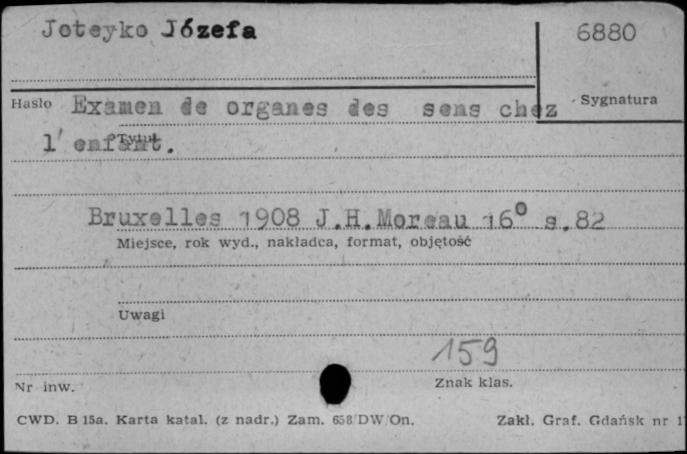 Joteyko Józefa
6880
Hasło
Sygnatura
Examen de organes des sens chez
Tytuł
l'enfant.
Bruxelles 1908 J.H.Moreau 16° s.82
Miejsce, rok wyd., nakładca, format, objętość
Uwagi
159
Nr inw.
Znak klas.
CWD. B 15a. Karta katal. (z nadr.) Zam. 658/DW/On.
Zakł. Graf. Gdańsk nr 1